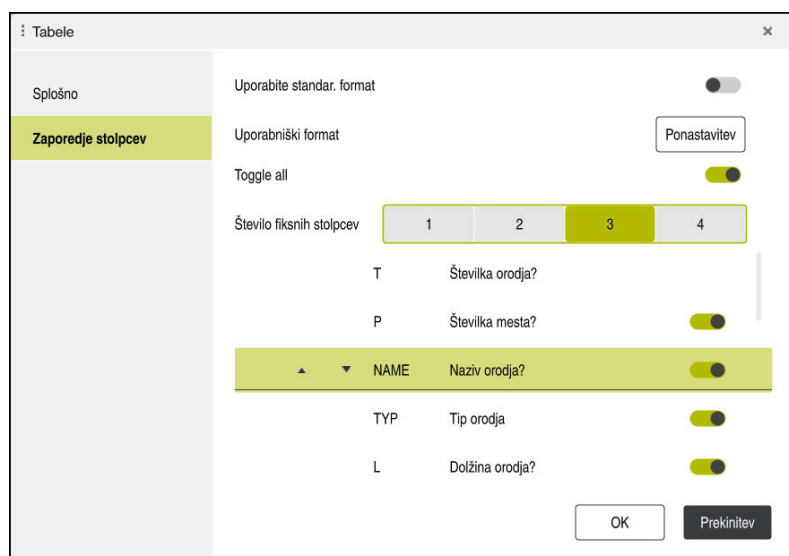 Tabele
Splošno
Zaporedje stolpcev
Uporabite standar. format
Uporabniški format
Ponastavitev
Toggle all
Število fiksnih stolpcev
1 2 3 4
T Številka orodja?
P Številka mesta?
NAME Naziv orodja?
TYP Tip orodja
L Dolžina orodja?
OK
Prekinitev